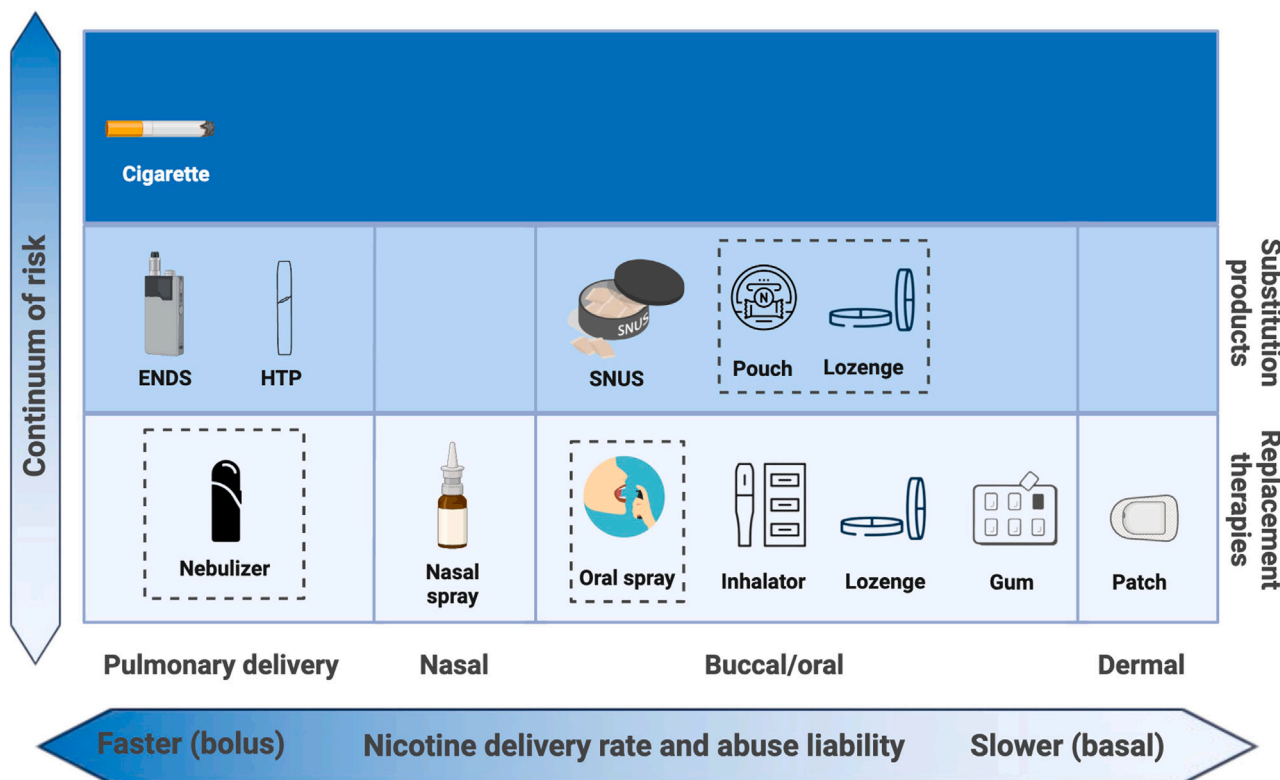 Continuum of risk
Cigarette
ENDS
HTP
SNUS
SNUS
N
Pouch
Lozenge
Substitution
products
Nebulizer
Nasal
spray
Oral spray
Inhalator
Lozenge
Gum
Patch
Replacement
therapies
Pulmonary delivery
Nasal
Buccal/oral
Dermal
Faster (bolus)
Nicotine delivery rate and abuse liability
Slower (basal)